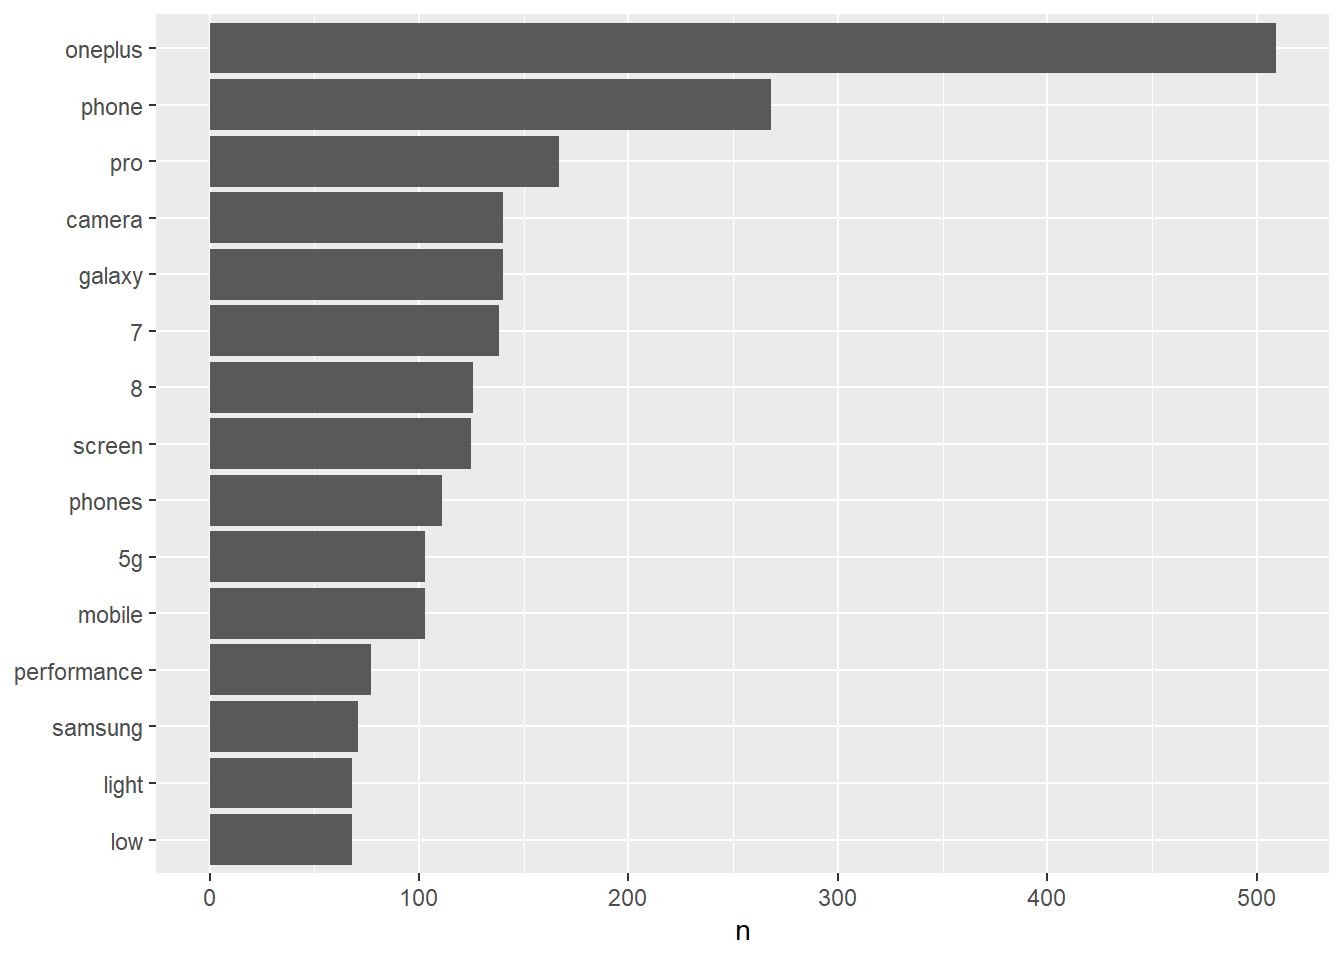 oneplus
phone
pro
camera
galaxy
7
8
screen
phones
5g
mobile
performance
samsung
light
low
0 100 200 300 400 500
n